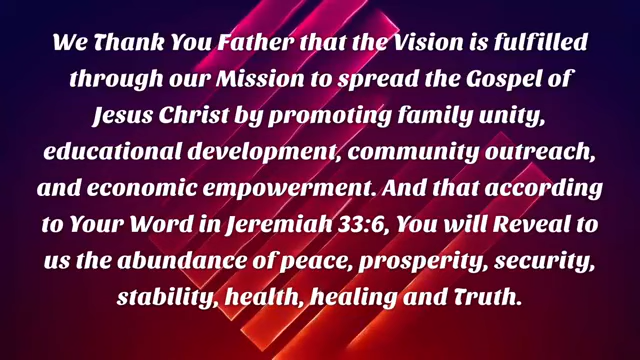 We Thank You Father that the Vision is fulfilled
through our Mission to spread the Gospel of
Jesus Christ by promoting family unity,
educational development, community outreach,
and economic empowerment. And that according
to Your Word in Jeremiah 33:6, You will Reveal to
us the abundance of peace, prosperity, security,
stability, health, healing and Truth.